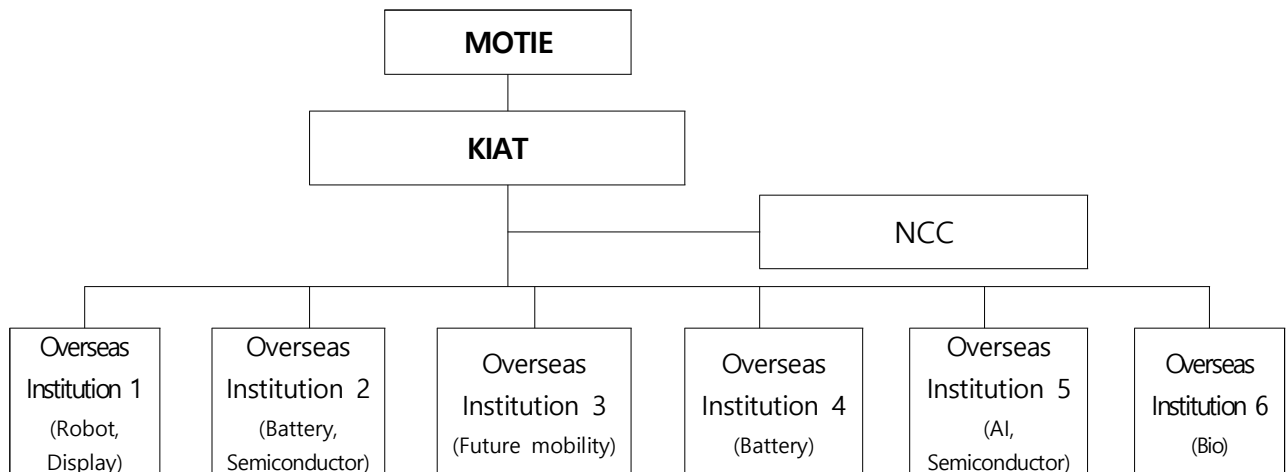 MOTIE
KIAT
NCC
Overseas
Institution 1
(Robot,
Display)
Overseas
Institution 2
(Battery,
Semiconductor)
Overseas
Institution 3
(Future mobility)
Overseas
Institution 4
(Battery)
Overseas
Institution 5
(AI,
Semiconductor)
Overseas
Institution 6
(Bio)